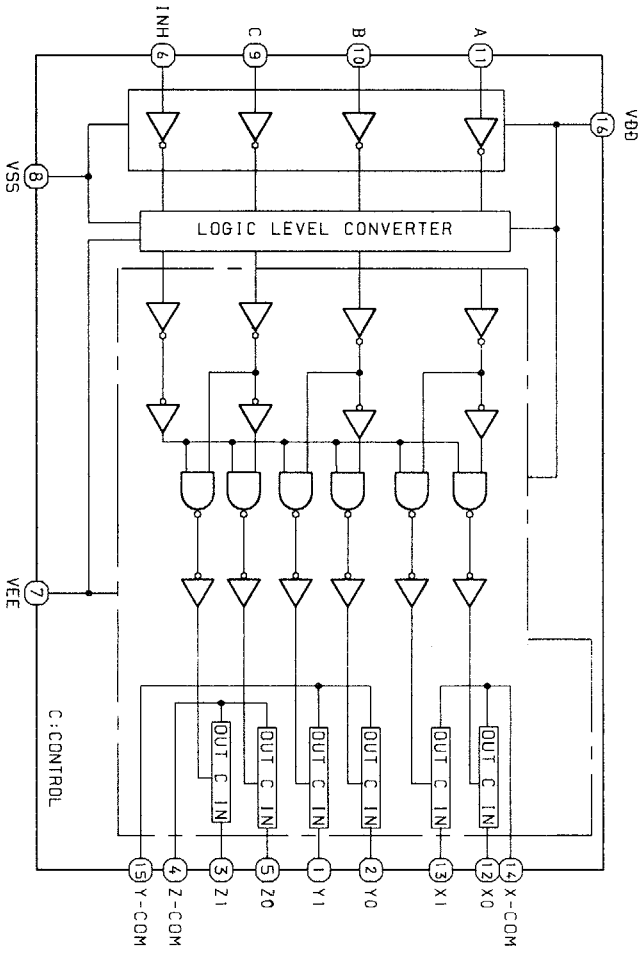 INH
6
C
9
B
10
A
11
16
VDD
8
VSS
LOGIC LEVEL CONVERTER
7
VEE
C:CONTROL
OUT C IN
OUT C IN
OUT C IN
OUT C IN
OUT C IN
OUT C IN
15 Y-COM
4 Z-COM
3 Z1
5 Z0
1 Y1
2 Y0
13 X1
12 X0
14 X-COM